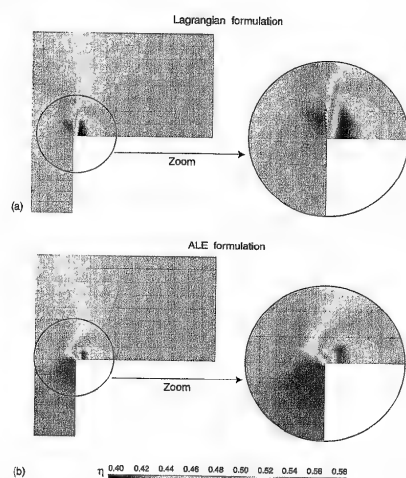 Lagrangian formulation
Zoom
(a)
ALE formulation
Zoom
(b) η 0.40 0.42 0.44 0.46 0.48 0.50 0.52 0.54 0.56 0.58